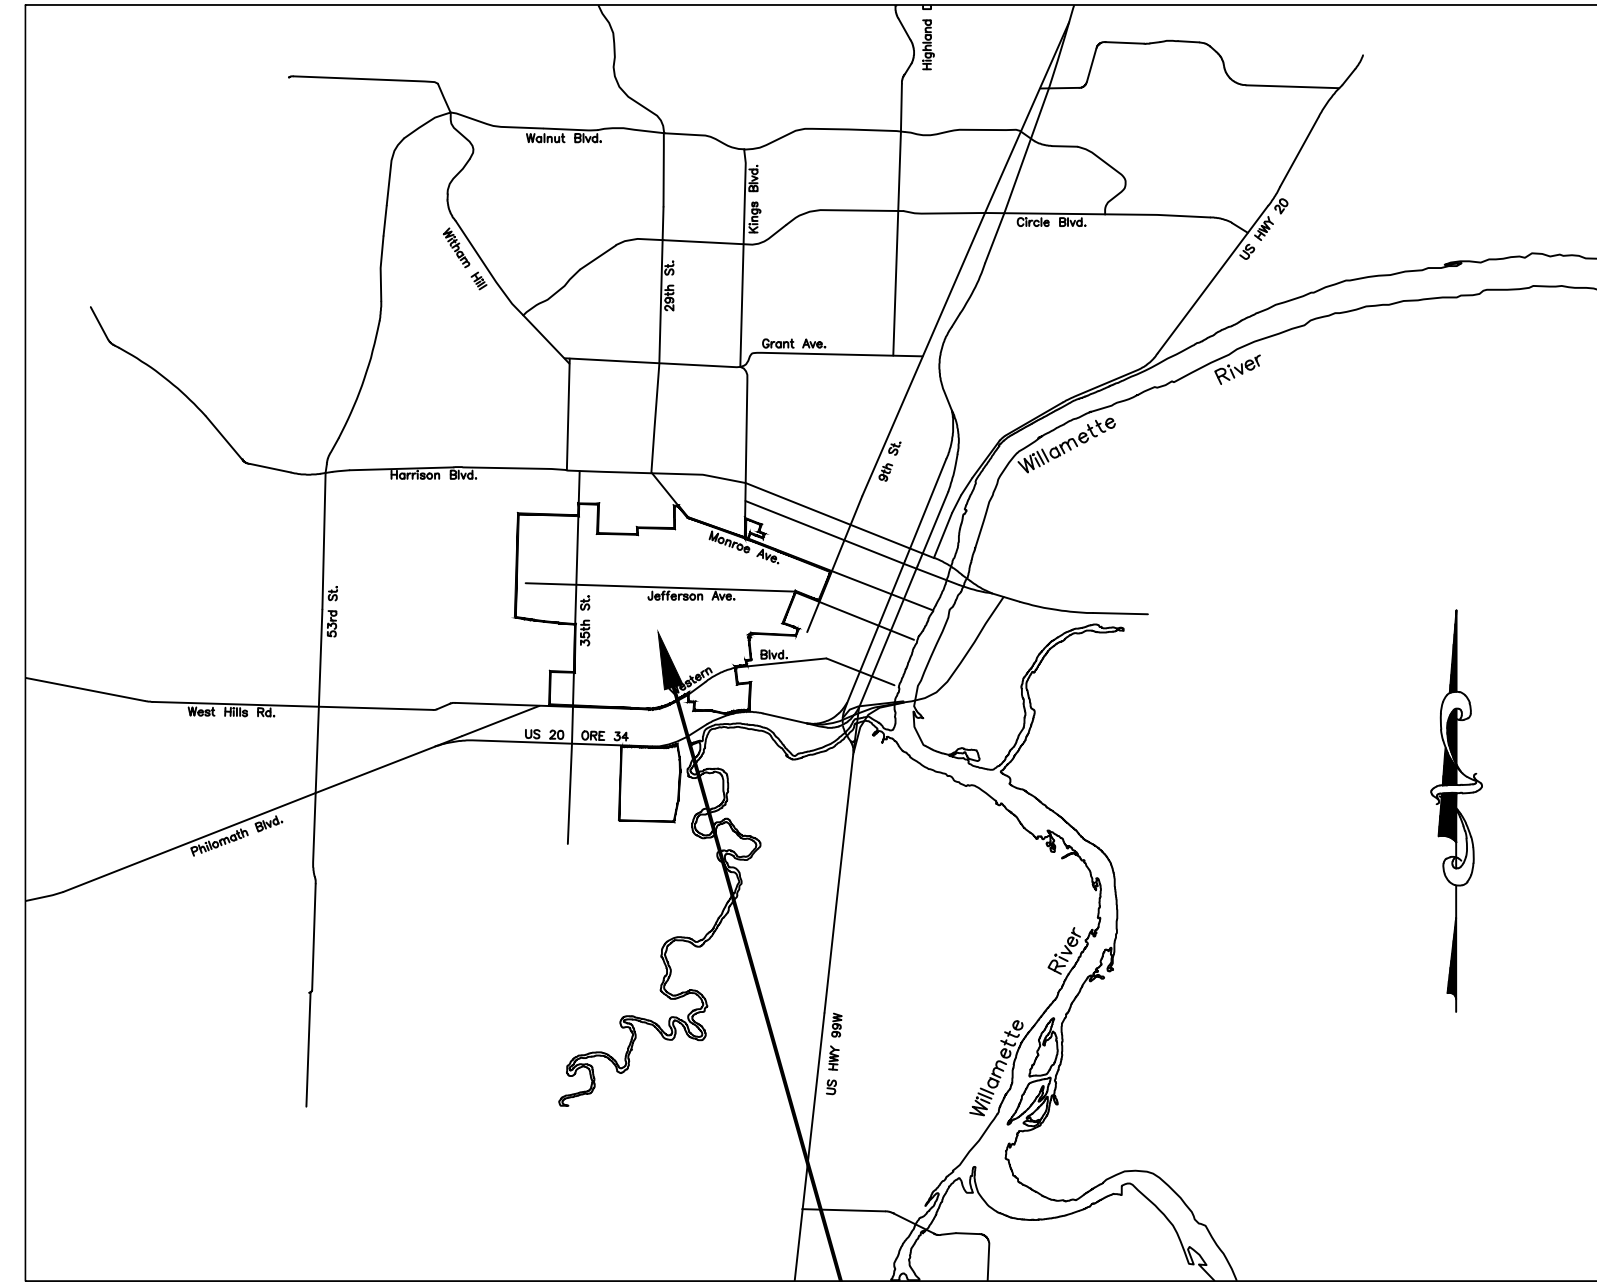 Highland
Walnut Blvd.
Kings Blvd.
Circle Blvd.
US HWY 20
Witham Hill
29th St.
Grant Ave.
River
Willamette
9th St.
Harrison Blvd.
Monroe Ave.
Jefferson Ave.
53rd St.
35th St.
Blvd.
Western
West Hills Rd.
US 20 ORE 34
Philomath Blvd.
River
Willamette
US HWY 99W